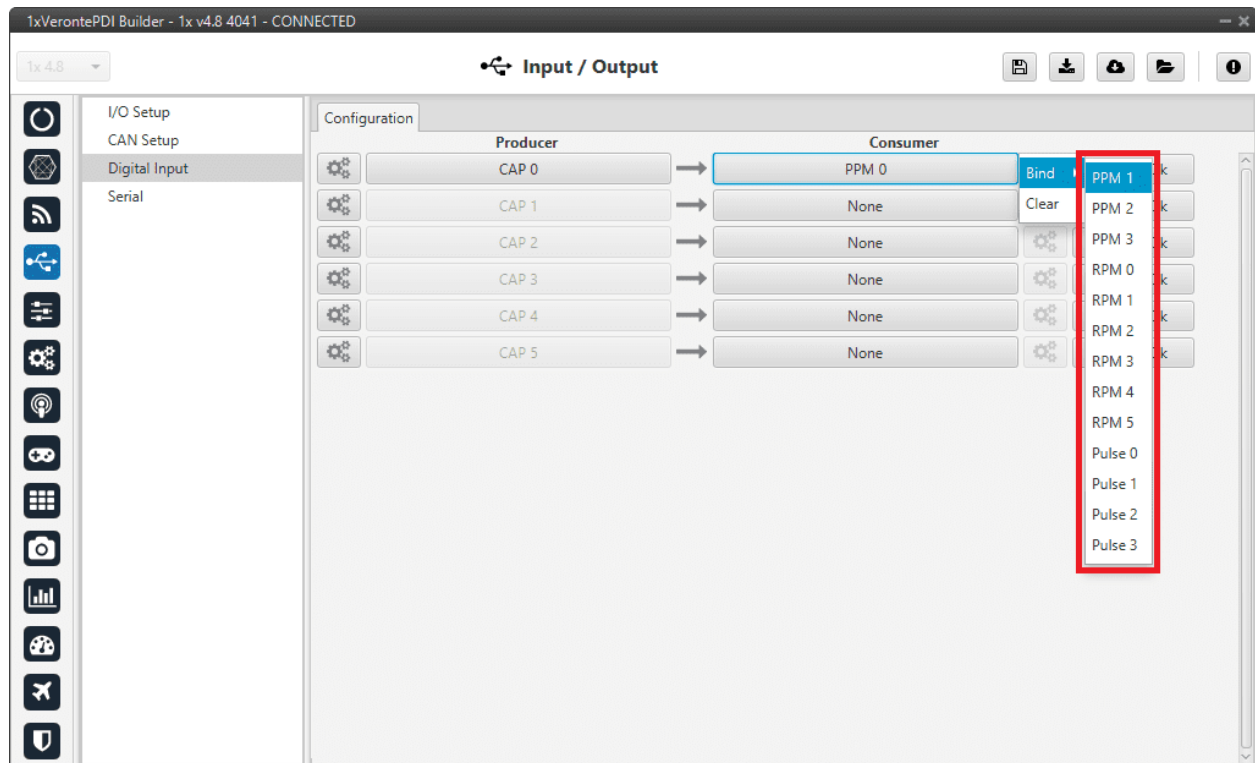 1xVerontePDI Builder - 1x v4.8 4041 - CONNECTED
1x 4.8
Input / Output
I/O Setup
CAN Setup
Digital Input
Serial
Configuration
Producer Consumer
CAP 0 PPM 0
CAP 1 None
CAP 2 None
CAP 3 None
CAP 4 None
CAP 5 None
Bind
Clear
PPM 1
PPM 2
PPM 3
RPM 0
RPM 1
RPM 2
RPM 3
RPM 4
RPM 5
Pulse 0
Pulse 1
Pulse 2
Pulse 3